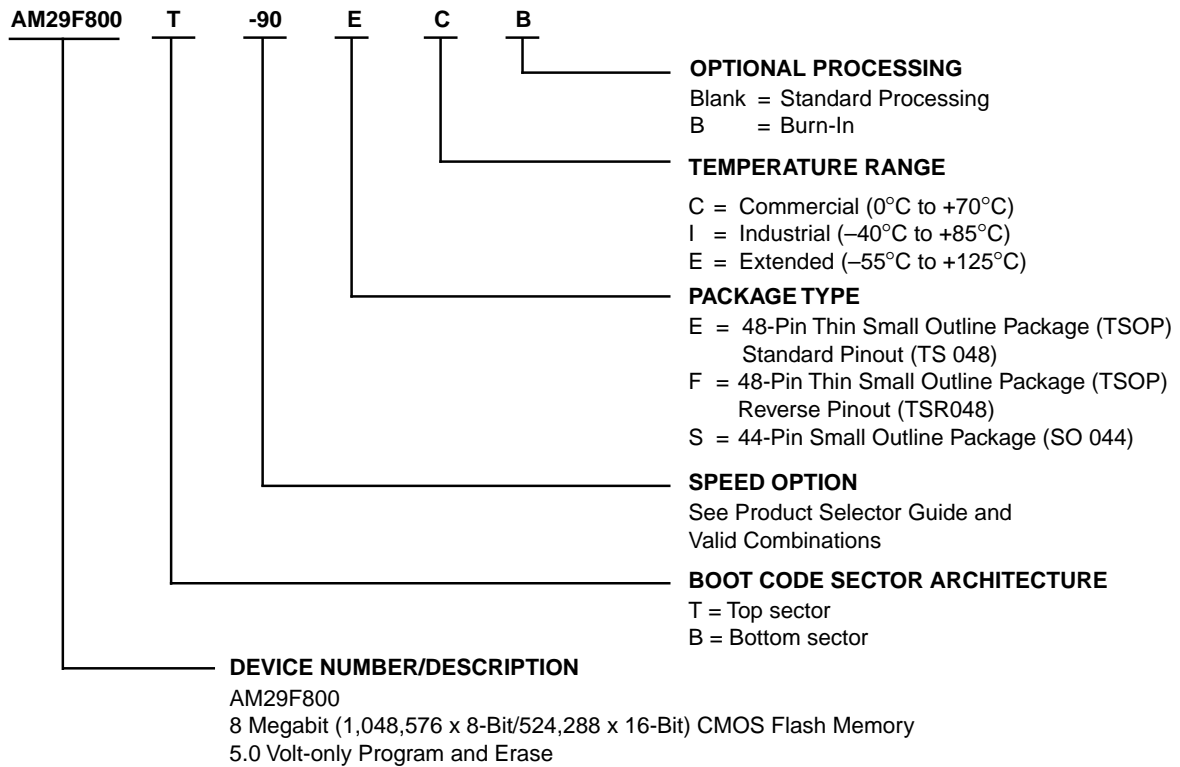 AM29F800 T -90 E C B
OPTIONAL PROCESSING
Blank = Standard Processing
B = Burn-In
TEMPERATURE RANGE
C = Commercial (0°C to +70°C)
I = Industrial (–40°C to +85°C)
E = Extended (–55°C to +125°C)
PACKAGE TYPE
E = 48-Pin Thin Small Outline Package (TSOP)
Standard Pinout (TS 048)
F = 48-Pin Thin Small Outline Package (TSOP)
Reverse Pinout (TSR048)
S = 44-Pin Small Outline Package (SO 044)
SPEED OPTION
See Product Selector Guide and
Valid Combinations
BOOT CODE SECTOR ARCHITECTURE
T = Top sector
B = Bottom sector
DEVICE NUMBER/DESCRIPTION
AM29F800
8 Megabit (1,048,576 x 8-Bit/524,288 x 16-Bit) CMOS Flash Memory
5.0 Volt-only Program and Erase